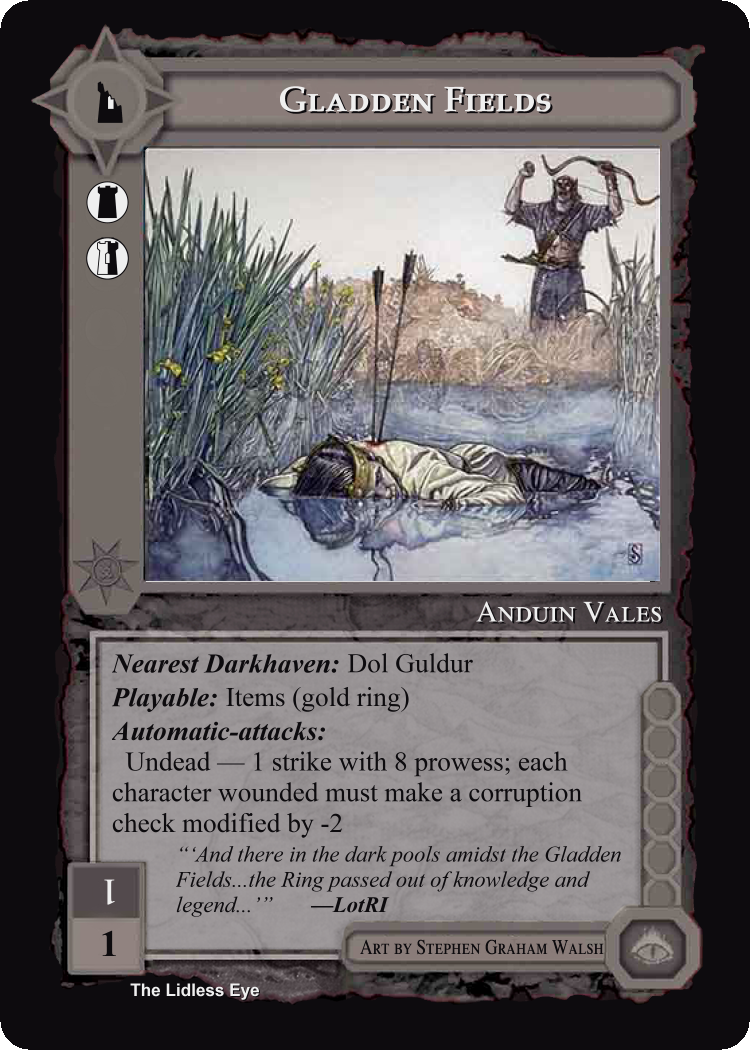 GLADDEN FIELDS
ANDUIN VALES
Nearest Darkhaven: Dol Guldur
Playable: Items (gold ring)
Automatic-attacks:
Undead — 1 strike with 8 prowess; each
character wounded must make a corruption
check modified by -2
"‘And there in the dark pools amidst the Gladden
Fields...the Ring passed out of knowledge and
legend...’" —LotRI
1
1
ART BY STEPHEN GRAHAM WALSH
The Lidless Eye